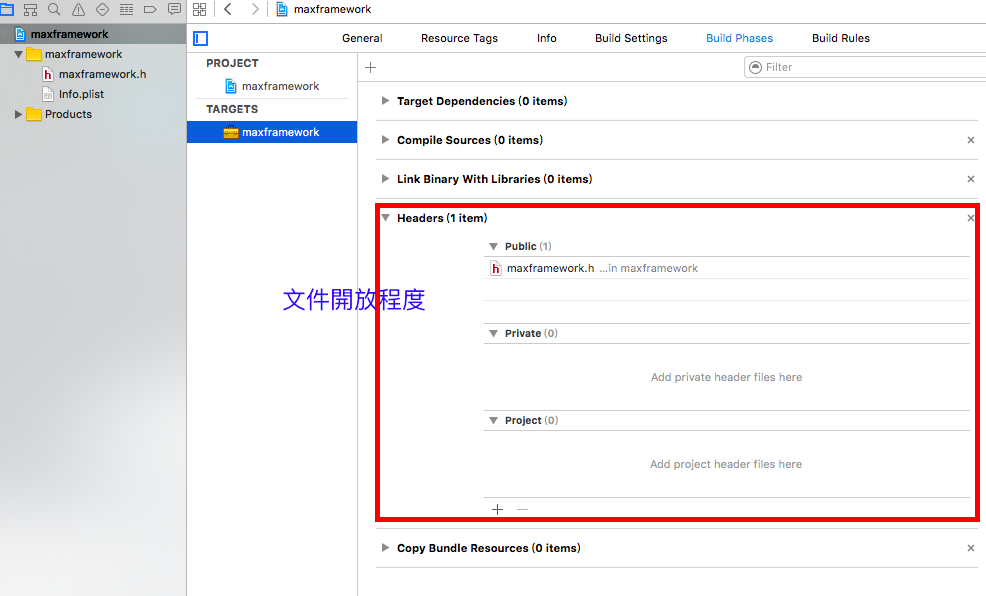 maxframework
maxframework
maxframework
maxframework.h
Info.plist
Products
General Resource Tags Info Build Settings Build Phases Build Rules
PROJECT
maxframework
TARGETS
maxframework
Filter
Target Dependencies (0 items)
Compile Sources (0 items)
Link Binary With Libraries (0 items)
Headers (1 item)
Public (1)
maxframework.h ...in maxframework
文件開放程度
Private (0)
Add private header files here
Project (0)
Add project header files here
Copy Bundle Resources (0 items)